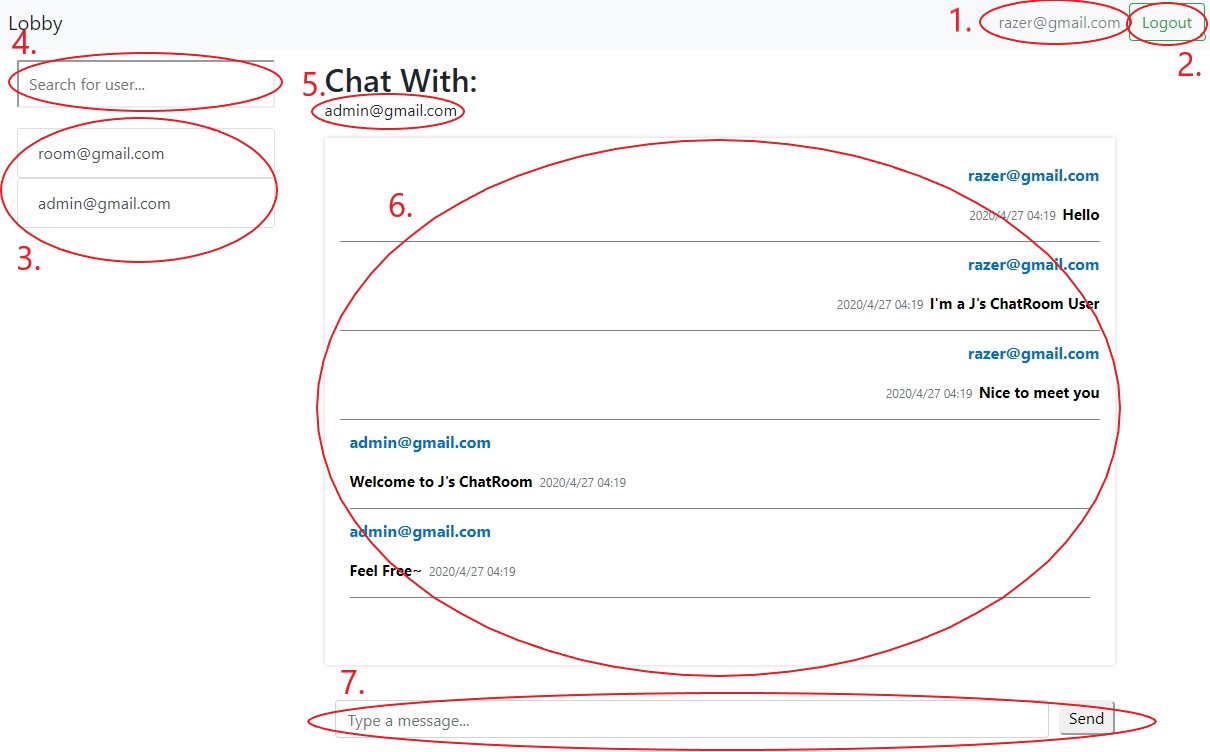 Lobby
1. razer@gmail.com Logout
2.
4.
Search for user...
room@gmail.com
admin@gmail.com
3.
5. Chat With:
admin@gmail.com
6.
razer@gmail.com
2020/4/27 04:19 Hello
razer@gmail.com
2020/4/27 04:19 I'm a J's ChatRoom User
razer@gmail.com
2020/4/27 04:19 Nice to meet you
admin@gmail.com
Welcome to J's ChatRoom 2020/4/27 04:19
admin@gmail.com
Feel Free~ 2020/4/27 04:19
7.
Type a message... Send